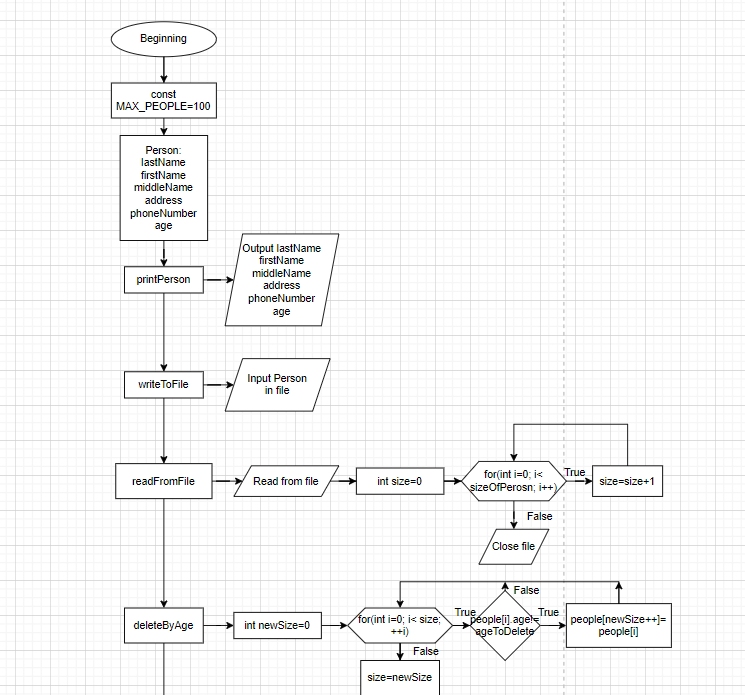 Beginning
const
MAX_PEOPLE=100
Person:
lastName
firstName
middleName
address
phoneNumber
age
printPerson
Output lastName
firstName
middleName
address
phoneNumber
age
writeToFile
Input Person
in file
readFromFile
Read from file
int size=0
for(int i=0; i<
sizeOfPerosn; i++)
True
size=size+1
False
Close file
deleteByAge
int newSize=0
for(int i=0; i< size;
++i)
True
people[i].age!=
ageToDelete
False
True
people[newSize++]=
people[i]
False
size=newSize